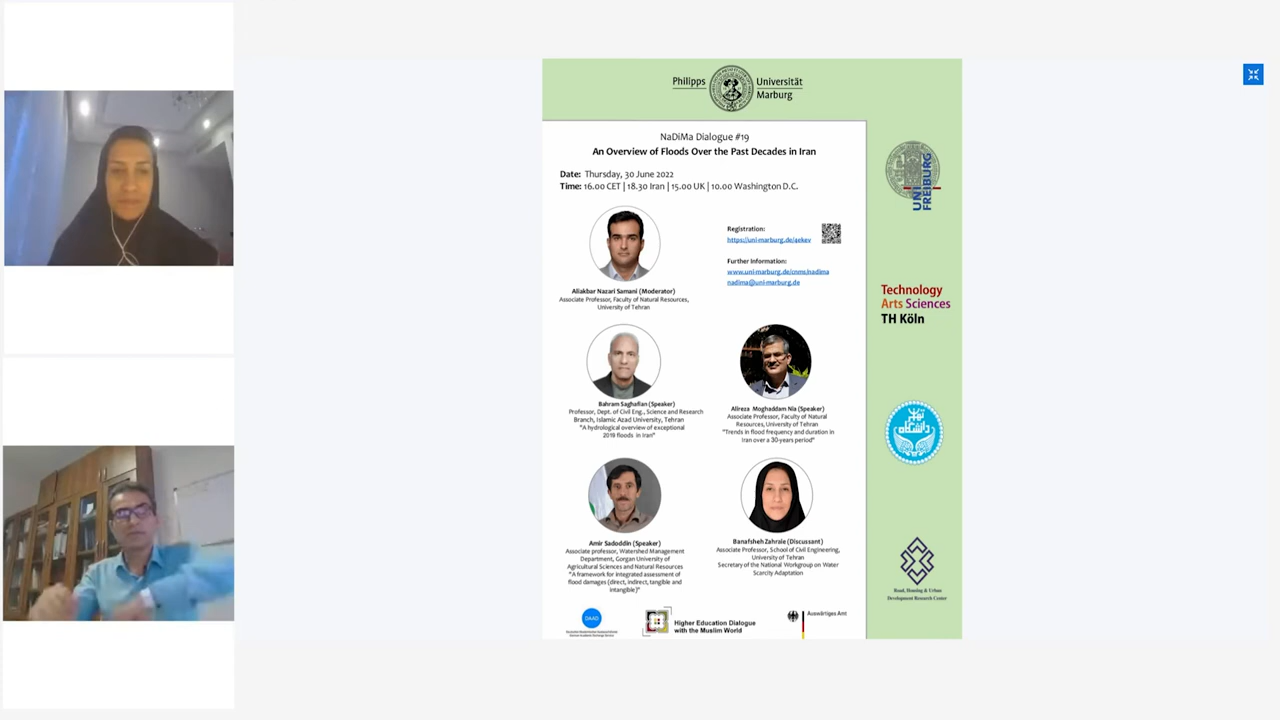 Philipps
Universität
Marburg
NaDiMa Dialogue #19
An Overview of Floods Over the Past Decades in Iran
Date: Thursday, 30 June 2022
Time: 16.00 CET | 18.30 Iran | 15.00 UK | 10.00 Washington D.C.
Registration:
https://uni-marburg.de/aekev
Further Information:
www.uni-marburg.de/cnms/nadima
nadima@uni-marburg.de
Aliakbar Nazari Samani (Moderator)
Associate Professor, Faculty of Natural Resources,
University of Tehran
Bahram Saghafian (Speaker)
Professor, Dept. of Civil Eng., Science and Research
Branch, Islamic Azad University, Tehran
"A hydrological overview of exceptional
2019 floods in Iran"
Alireza Moghaddam Nia (Speaker)
Associate Professor, Faculty of Natural
Resources, University of Tehran
"Trends in flood frequency and duration in
Iran over a 30-years period"
Amir Sadoddin (Speaker)
Associate professor, Watershed Management
Department, Gorgan University of
Agricultural Sciences and Natural Resources
"A framework for integrated assessment of
flood damages (direct, indirect, tangible and
intangible)"
Banafsheh Zahraie (Discussant)
Associate Professor, School of Civil Engineering,
University of Tehran
Secretary of the National Workgroup on Water
Scarcity Adaptation
DAAD
Higher Education Dialogue
with the Muslim World
Auswärtiges Amt
UNI
FREIBURG
Technology
Arts Sciences
TH Köln
Road, Housing & Urban
Development Research Center